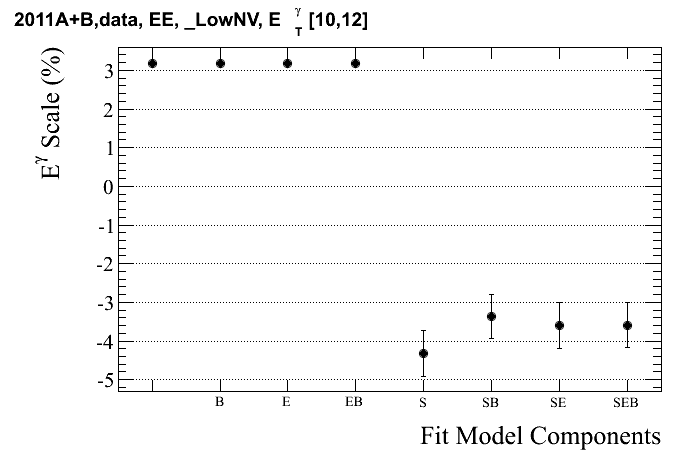 2011A+B,data, EE, _LowNV, E γ T [10,12]
E γ Scale (%)
3
2
1
0
-1
-2
-3
-4
-5
B E EB S SB SE SEB
Fit Model Components